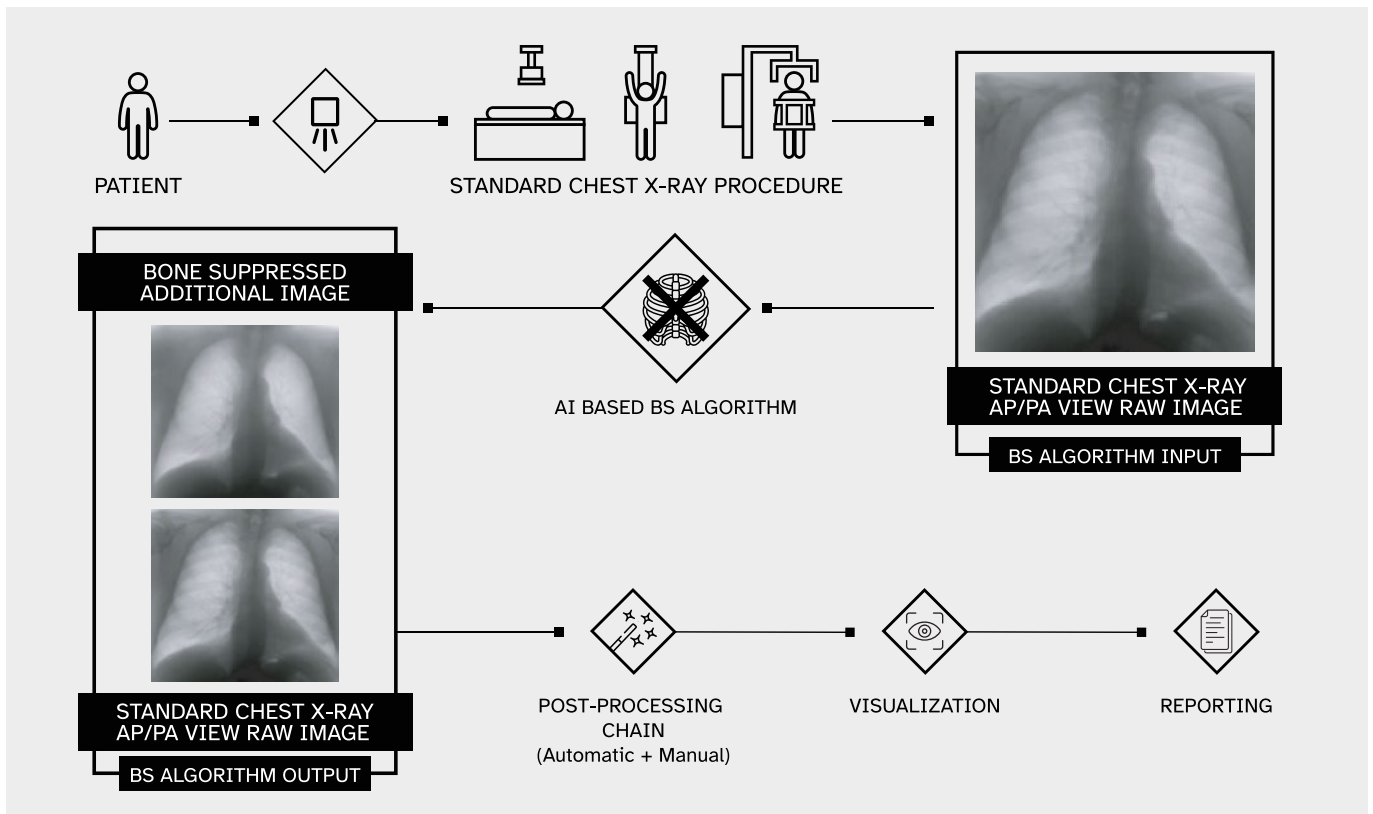 PATIENT
STANDARD CHEST X-RAY PROCEDURE
STANDARD CHEST X-RAY
AP/PA VIEW RAW IMAGE
BS ALGORITHM INPUT
AI BASED BS ALGORITHM
BONE SUPPRESSED
ADDITIONAL IMAGE
STANDARD CHEST X-RAY
AP/PA VIEW RAW IMAGE
BS ALGORITHM OUTPUT
POST-PROCESSING
CHAIN
(Automatic + Manual)
VISUALIZATION
REPORTING